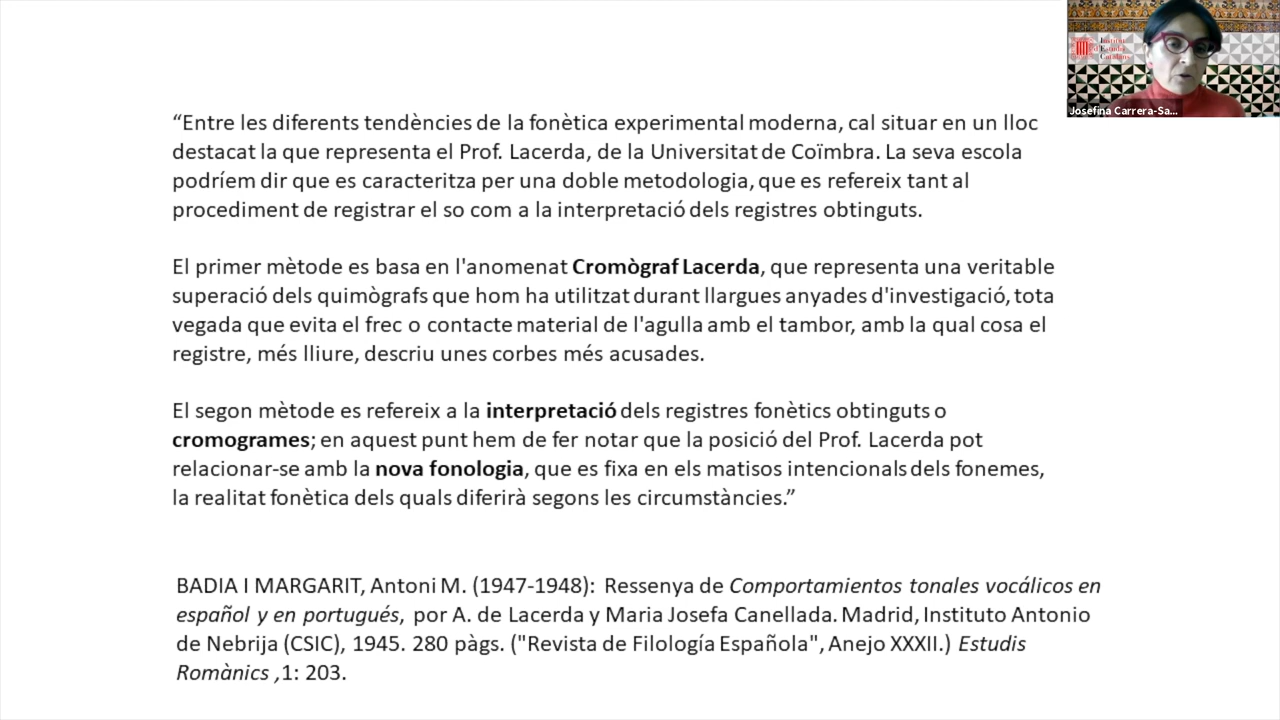 “Entre les diferents tendències de la fonètica experimental moderna, cal situar en un lloc
destacat la que representa el Prof. Lacerda, de la Universitat de Coïmbra. La seva escola
podríem dir que es caracteritza per una doble metodologia, que es refereix tant al
procediment de registrar el so com a la interpretació dels registres obtinguts.
El primer mètode es basa en l'anomenat Cromògraf Lacerda, que representa una veritable
superació dels quimògrafs que hom ha utilitzat durant llargues anyades d'investigació, tota
vegada que evita el frec o contacte material de l'agulla amb el tambor, amb la qual cosa el
registre, més lliure, descriu unes corbes més acusades.
El segon mètode es refereix a la interpretació dels registres fonètics obtinguts o
cromogrames; en aquest punt hem de fer notar que la posició del Prof. Lacerda pot
relacionar-se amb la nova fonologia, que es fixa en els matisos intencionals dels fonemes,
la realitat fonètica dels quals diferirà segons les circumstàncies.”
BADIA I MARGARIT, Antoni M. (1947-1948): Ressenya de Comportamientos tonales vocálicos en
español y en portugués, por A. de Lacerda y Maria Josefa Canellada. Madrid, Instituto Antonio
de Nebrija (CSIC), 1945. 280 pàgs. ("Revista de Filología Española", Anejo XXXII.) Estudis
Romànics ,1: 203.
Institut
d'Estudis
Catalans
Josefina Carrera-Sa...